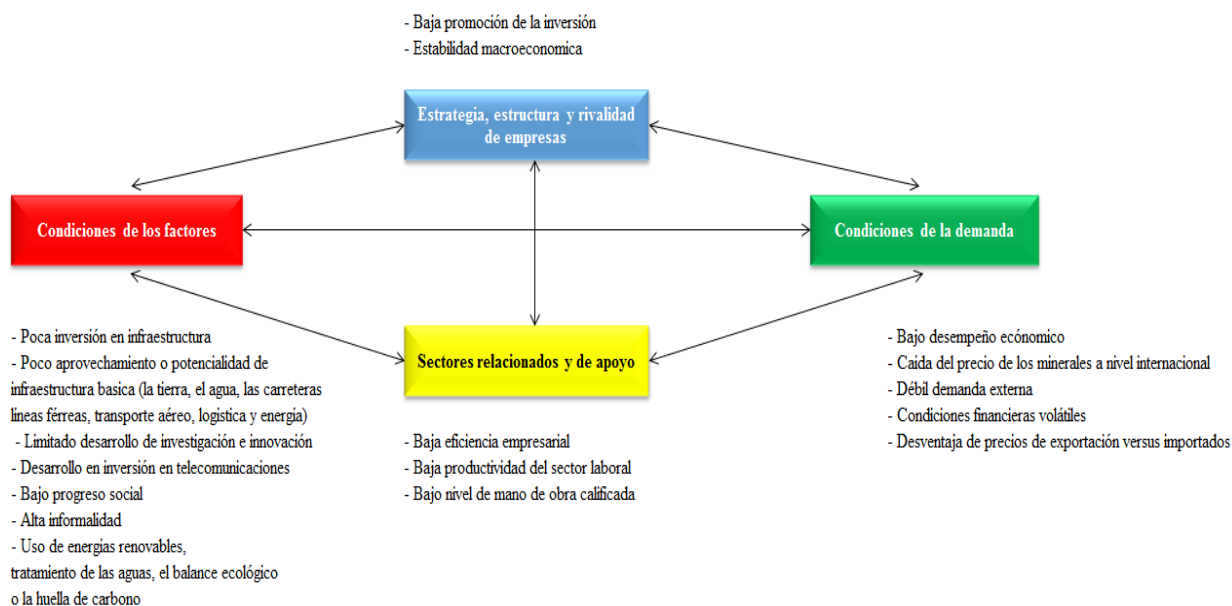 - Baja promoción de la inversión
- Estabilidad macroeconomica
Estrategia, estructura y rivalidad
de empresas
Condiciones de los factores
Condiciones de la demanda
Sectores relacionados y de apoyo
- Poca inversión en infraestructura
- Poco aprovechamiento o potencialidad de
infraestructura basica (la tierra, el agua, las carreteras
líneas férreas, transporte aéreo, logística y energía)
- Limitado desarrollo de investigación e innovación
- Desarrollo en inversión en telecomunicaciones
- Bajo progreso social
- Alta informalidad
- Uso de energias renovables,
tratamiento de las aguas, el balance ecológico
o la huella de carbono
- Baja eficiencia empresarial
- Baja productividad del sector laboral
- Bajo nivel de mano de obra calificada
- Bajo desempeño ecónomico
- Caida del precio de los minerales a nivel internacional
- Débil demanda externa
- Condiciones financieras volátiles
- Desventaja de precios de exportación versus importados